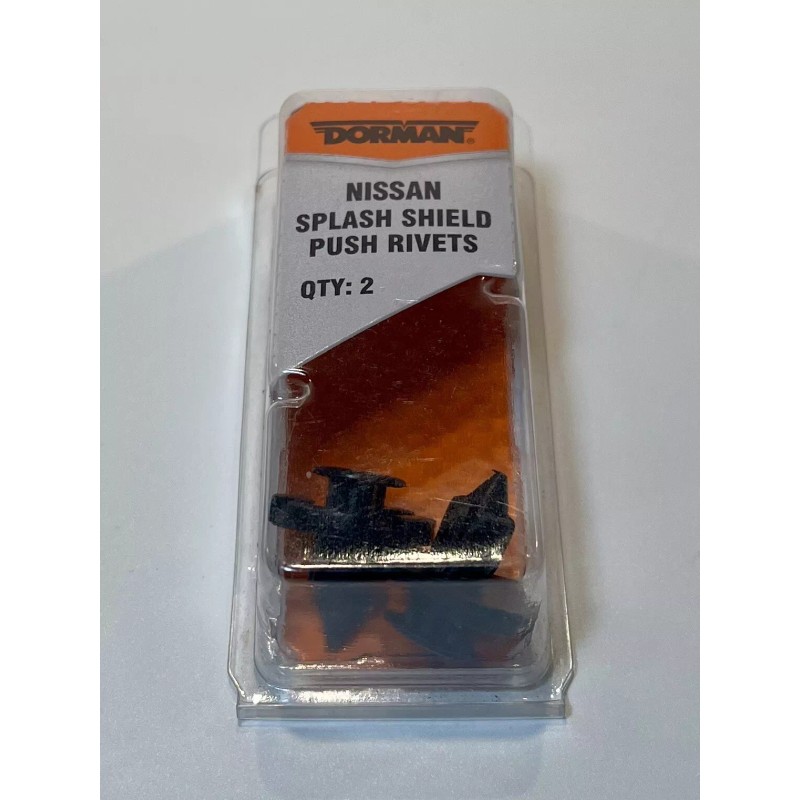 DORMAN®
NISSAN
SPLASH SHIELD
PUSH RIVETS
QTY: 2